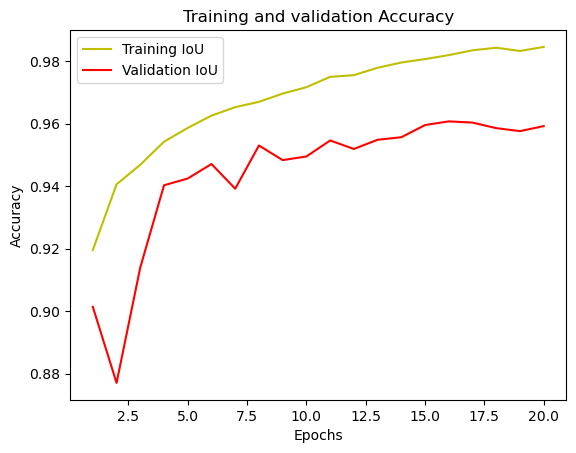 Training and validation Accuracy
Training IoU
Validation IoU
Accuracy
0.98
0.96
0.94
0.92
0.90
0.88
2.5 5.0 7.5 10.0 12.5 15.0 17.5 20.0
Epochs